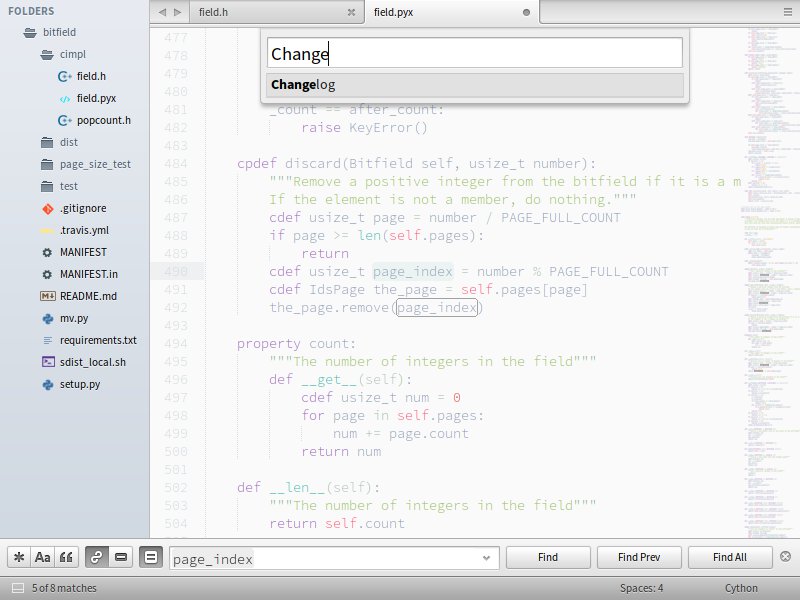 FOLDERS
bitfield
cimpl
field.h
field.pyx
popcount.h
dist
page_size_test
test
.gitignore
.travis.yml
MANIFEST
MANIFEST.in
README.md
mv.py
requirements.txt
sdist_local.sh
setup.py
field.h
field.pyx
Change
Changelog
477
478
479
481 _count == after_count:
482 raise KeyError()
483
484 cpdef discard(Bitfield self, usize_t number):
485 """Remove a positive integer from the bitfield if it is a m
486 If the element is not a member, do nothing."""
487 cdef usize_t page = number / PAGE_FULL_COUNT
488 if page >= len(self.pages):
489 return
490 cdef usize_t page_index = number % PAGE_FULL_COUNT
491 cdef IdsPage the_page = self.pages[page]
492 the_page.remove(page_index)
493
494 property count:
495 """The number of integers in the field"""
496 def __get__(self):
497 cdef usize_t num = 0
498 for page in self.pages:
499 num += page.count
500 return num
501
502 def __len__(self):
503 """The number of integers in the field"""
504 return self.count
page_index
Find
Find Prev
Find All
5 of 8 matches
Spaces: 4
Cython